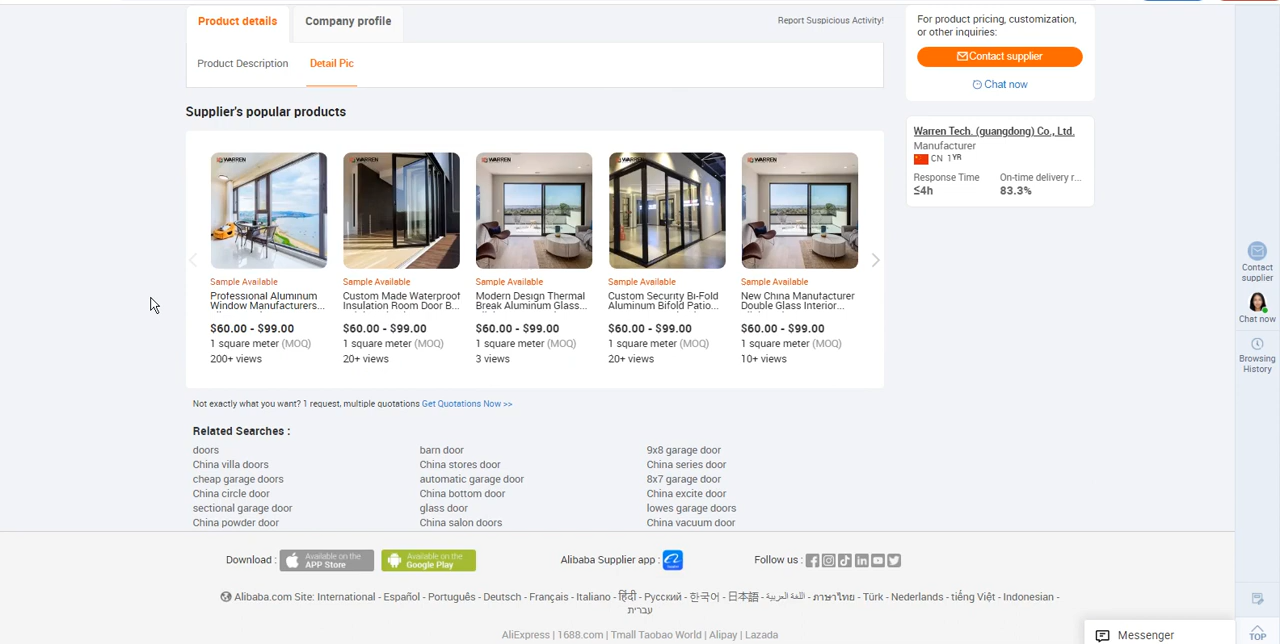 Product details
Company profile
Report Suspicious Activity!
Product Description
Detail Pic
Supplier's popular products
WARREN
WARREN
WARREN
WARREN
WARREN
Sample Available
Professional Aluminum
Window Manufacturers...
$60.00 - $99.00
1 square meter (MOQ)
200+ views
Sample Available
Custom Made Waterproof
Insulation Room Door B...
$60.00 - $99.00
1 square meter (MOQ)
20+ views
Sample Available
Modern Design Thermal
Break Aluminum Glass...
$60.00 - $99.00
1 square meter (MOQ)
3 views
Sample Available
Custom Security Bi-Fold
Aluminum Bifold Patio...
$60.00 - $99.00
1 square meter (MOQ)
20+ views
Sample Available
New China Manufacturer
Double Glass Interior...
$60.00 - $99.00
1 square meter (MOQ)
10+ views
Not exactly what you want? 1 request, multiple quotations Get Quotations Now >>
Related Searches :
doors
China villa doors
cheap garage doors
China circle door
sectional garage door
China powder door
barn door
China stores door
automatic garage door
China bottom door
glass door
China salon doors
9x8 garage door
China series door
8x7 garage door
China excite door
lowes garage doors
China vacuum door
For product pricing, customization,
or other inquiries:
Contact supplier
Chat now
Warren Tech. (guangdong) Co., Ltd.
Manufacturer
CN 1YR
Response Time
≤4h
On-time delivery r...
83.3%
Contact
supplier
Chat now
Browsing
History
TOP
Download :
Available on the
APP Store
Available on the
Google Play
Alibaba Supplier app :
Follow us :
Alibaba.com Site: International - Español - Português - Deutsch - Français - Italiano - हिंदी - Русский - 한국어 - 日本語 - اللغة العربية - ภาษาไทย - Türk - Nederlands - tiếng Việt - Indonesian -
עברית
AliExpress | 1688.com | Tmall Taobao World | Alipay | Lazada
Messenger